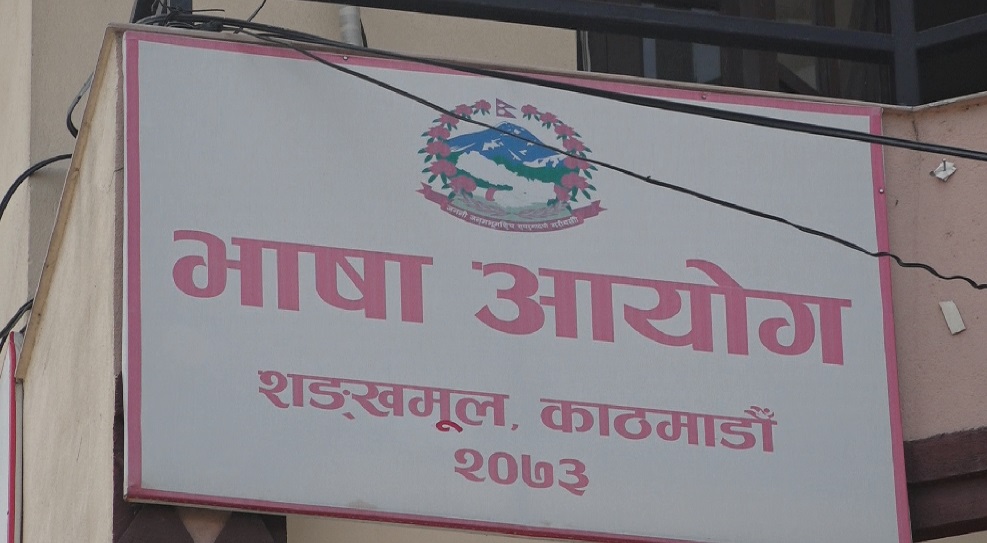 भाषा आयोग
शङ्खमूल, काठमाडौँ
२०७३